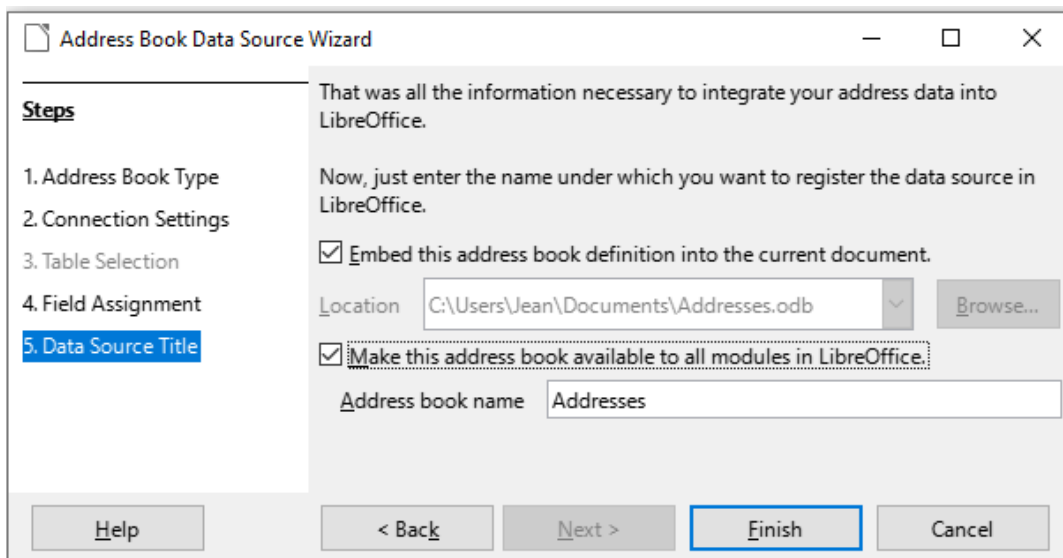 Address Book Data Source Wizard
Steps
1. Address Book Type
2. Connection Settings
3. Table Selection
4. Field Assignment
5. Data Source Title
That was all the information necessary to integrate your address data into
LibreOffice.
Now, just enter the name under which you want to register the data source in
LibreOffice.
Embed this address book definition into the current document.
Location C:\Users\Jean\Documents\Addresses.odb Browse...
Make this address book available to all modules in LibreOffice.
Address book name Addresses
Help < Back Next > Finish Cancel